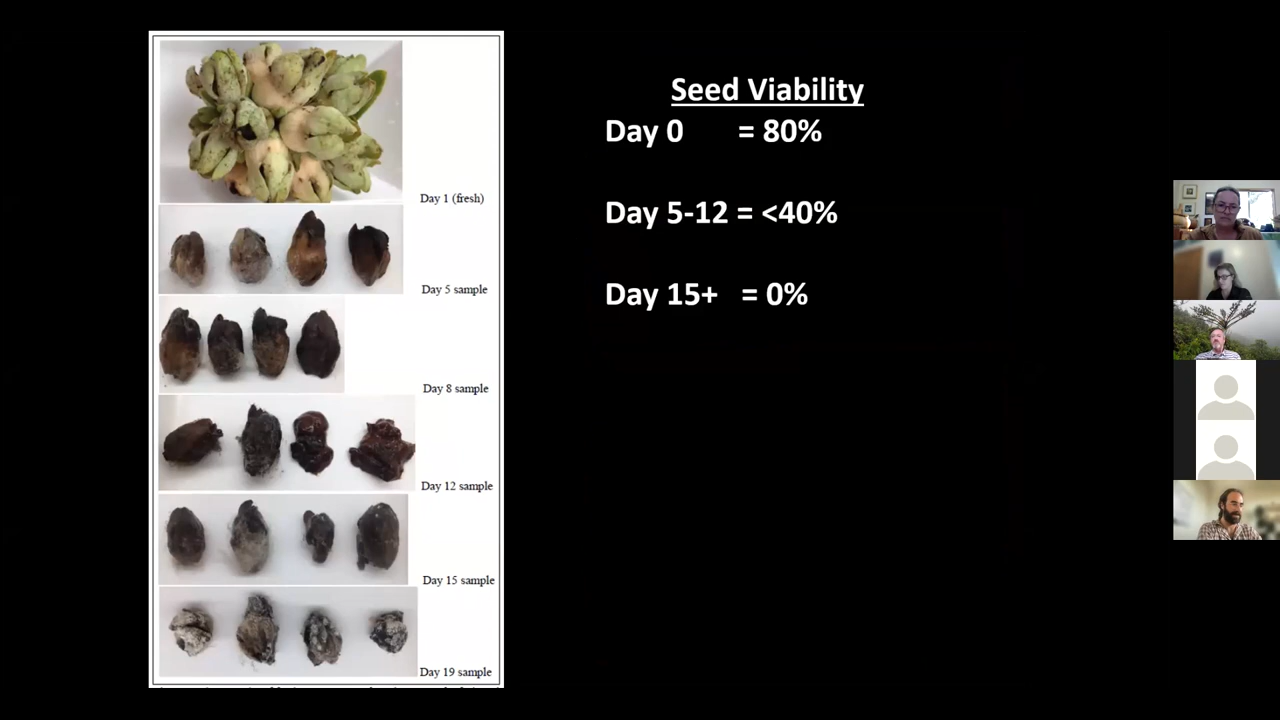 Day 1 (fresh)
Day 5 sample
Day 8 sample
Day 12 sample
Day 15 sample
Day 19 sample
Seed Viability
Day 0 = 80%
Day 5-12 = <40%
Day 15+ = 0%